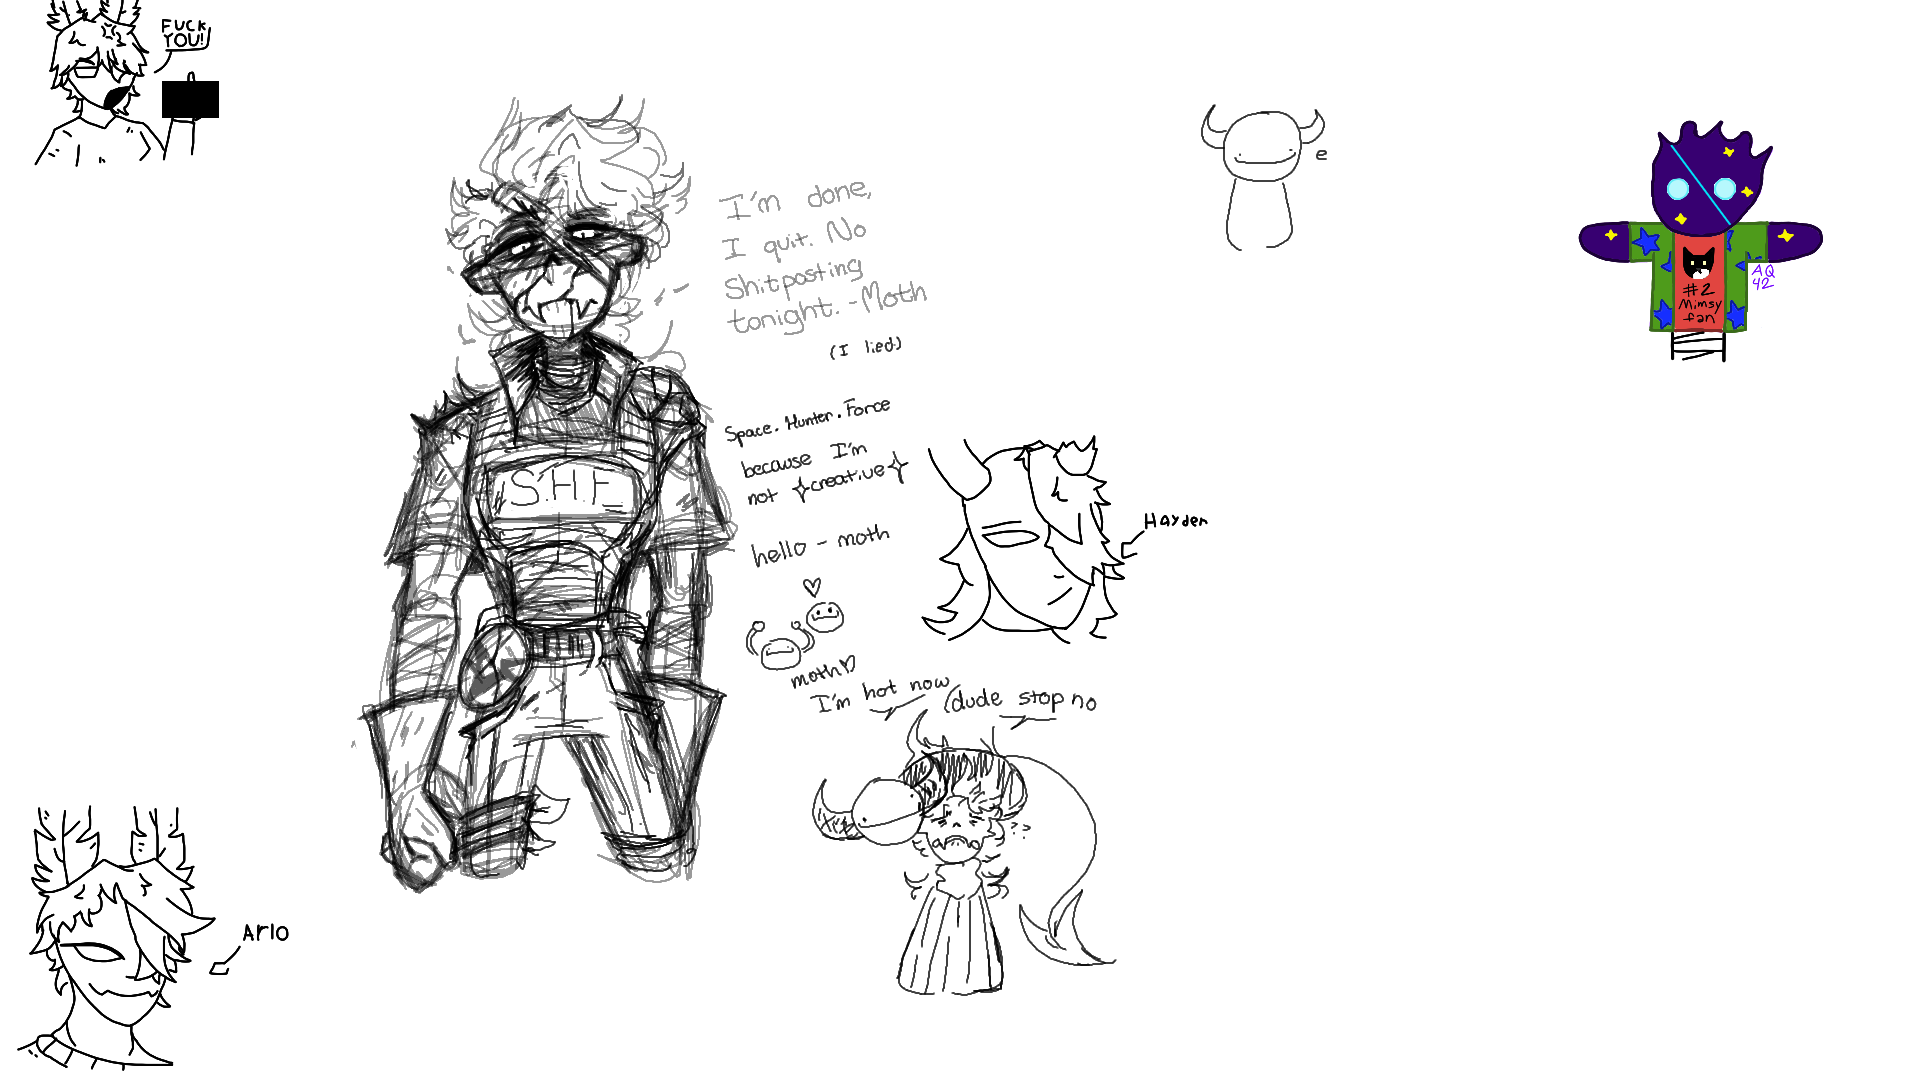 FUCK
YOU!
I'm done,
I quit. No
Shitposting
tonight. -Moth
(I lied)
Space. Hunter. Force
because I'm
not creative
S.H.F
hello - moth
moth
I'm hot now
dude stop no
Hayden
Arlo
e
#2
Mimsy
fan
AQ
42